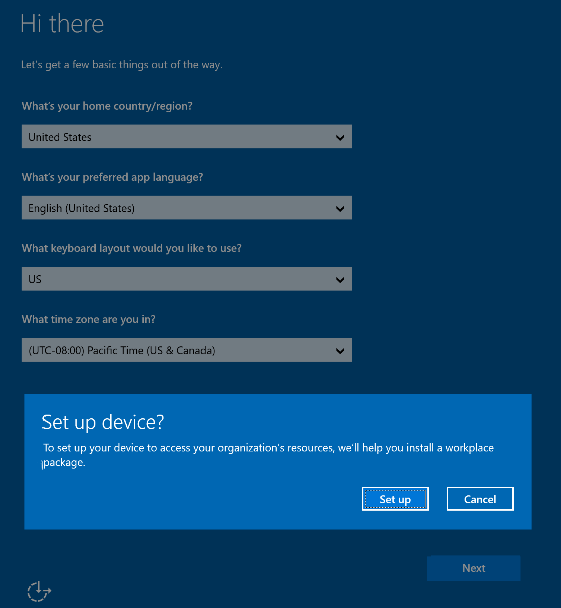 Hi there
Let's get a few basic things out of the way.
What's your home country/region?
United States
What's your preferred app language?
English (United States)
What keyboard layout would you like to use?
US
What time zone are you in?
(UTC-08:00) Pacific Time (US & Canada)
Set up device?
To set up your device to access your organization's resources, we'll help you install a workplace
package.
Set up
Cancel
Next